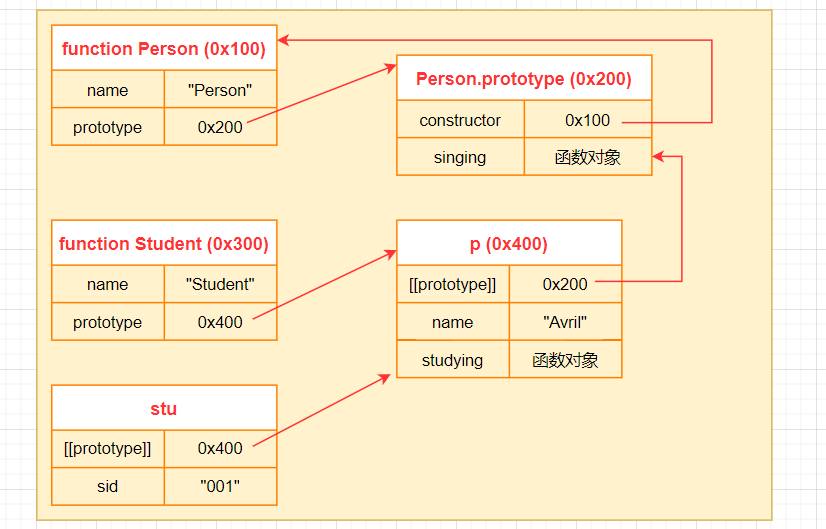 function Person (0x100)
name "Person"
prototype 0x200
Person.prototype (0x200)
constructor 0x100
singing 函数对象
function Student (0x300)
name "Student"
prototype 0x400
p (0x400)
[[prototype]] 0x200
name "Avril"
studying 函数对象
stu
[[prototype]] 0x400
sid "001"